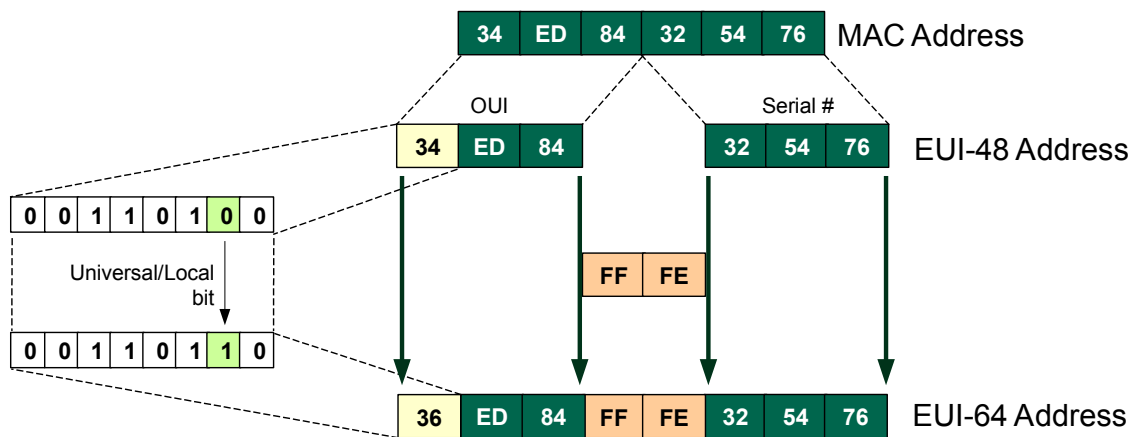 34 ED 84 32 54 76 MAC Address
OUI Serial #
34 ED 84 32 54 76 EUI-48 Address
0 0 1 1 0 1 0 0
Universal/Local
bit
FF FE
0 0 1 1 0 1 1 0
36 ED 84 FF FE 32 54 76 EUI-64 Address